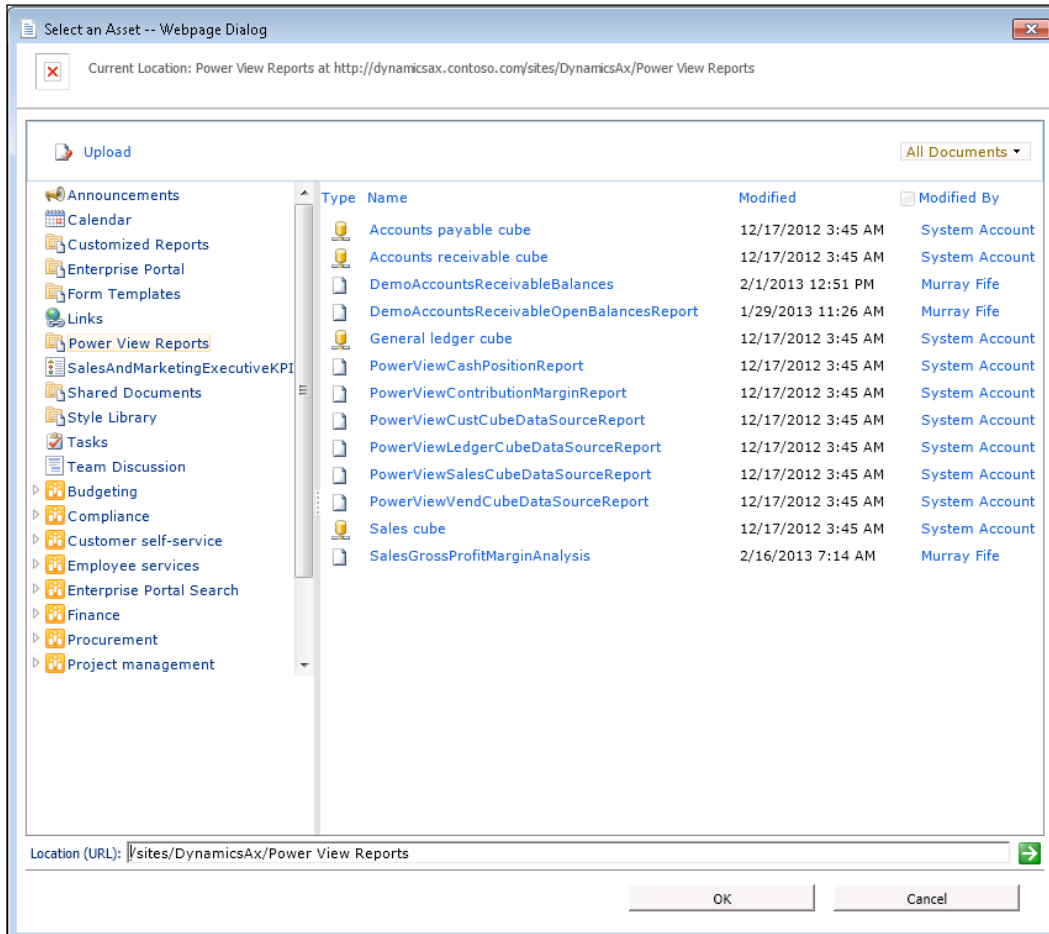 Select an Asset -- Webpage Dialog
Current Location: Power View Reports at http://dynamicsax.contoso.com/sites/DynamicsAx/Power View Reports
Upload
All Documents
Announcements
Calendar
Customized Reports
Enterprise Portal
Form Templates
Links
Power View Reports
SalesAndMarketingExecutiveKPI
Shared Documents
Style Library
Tasks
Team Discussion
Budgeting
Compliance
Customer self-service
Employee services
Enterprise Portal Search
Finance
Procurement
Project management
Type Name Modified Modified By
Accounts payable cube 12/17/2012 3:45 AM System Account
Accounts receivable cube 12/17/2012 3:45 AM System Account
DemoAccountsReceivableBalances 2/1/2013 12:51 PM Murray Fife
DemoAccountsReceivableOpenBalancesReport 1/29/2013 11:26 AM Murray Fife
General ledger cube 12/17/2012 3:45 AM System Account
PowerViewCashPositionReport 12/17/2012 3:45 AM System Account
PowerViewContributionMarginReport 12/17/2012 3:45 AM System Account
PowerViewCustCubeDataSourceReport 12/17/2012 3:45 AM System Account
PowerViewLedgerCubeDataSourceReport 12/17/2012 3:45 AM System Account
PowerViewSalesCubeDataSourceReport 12/17/2012 3:45 AM System Account
PowerViewVendCubeDataSourceReport 12/17/2012 3:45 AM System Account
Sales cube 12/17/2012 3:45 AM System Account
SalesGrossProfitMarginAnalysis 2/16/2013 7:14 AM Murray Fife
Location (URL): /sites/DynamicsAx/Power View Reports
OK Cancel